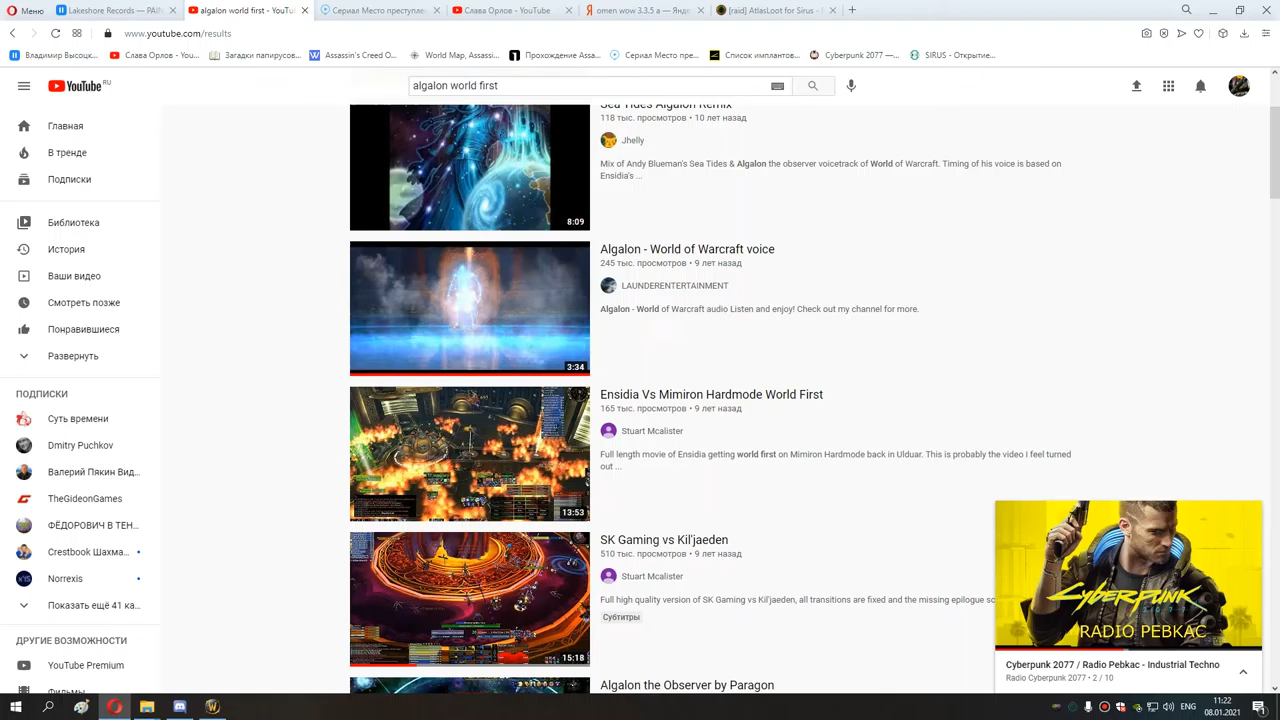 Меню
Lakeshore Records — PAIN
algalon world first - YouTu
Сериал Место преступлен
Слава Орлов - YouTube
omen wow 3.3.5 а — Янде
[raid] AtlasLoot for Sirus - A
www.youtube.com/results
Владимир Высоцк...
Слава Орлов - You...
Загадки папирусов...
Assassin's Creed O...
World Map, Assassi...
Прохождение Assa...
Сериал Место пре...
Список имплантов...
Cyberpunk 2077 —...
SIRUS - Открытие...
YouTube RU
algalon world first
Главная
В тренде
Подписки
Библиотека
История
Ваши видео
Смотреть позже
Понравившиеся
Развернуть
ПОДПИСКИ
Суть времени
Dmitry Puchkov
Валерий Пякин Вид...
TheGideonGames
ФЁДОРОВИЧ В ТЕН...
Crestbook Шахма...
Norrexis
Показать ещё 41 ка...
ДРУГИЕ ВОЗМОЖНОСТИ
YouTube Premium
Фильмы
Sea Tides Algalon Remix
118 тыс. просмотров • 10 лет назад
Jhelly
Mix of Andy Blueman's Sea Tides & Algalon the observer voicetrack of World of Warcraft. Timing of his voice is based on
Ensidia's ...
8:09
Algalon - World of Warcraft voice
245 тыс. просмотров • 9 лет назад
LAUNDERENTERTAINMENT
Algalon - World of Warcraft audio Listen and enjoy! Check out my channel for more.
3:34
Ensidia Vs Mimiron Hardmode World First
165 тыс. просмотров • 9 лет назад
Stuart Mcalister
Full length movie of Ensidia getting world first on Mimiron Hardmode back in Ulduar. This is probably the video I feel turned
out ...
13:53
SK Gaming vs Kil'jaeden
510 тыс. просмотров • 9 лет назад
Stuart Mcalister
Full high quality version of SK Gaming vs Kil'jaeden, all transitions are fixed and the missing epilogue sc
Субтитры
15:18
Algalon the Observer by Paragon
CYBERPUNK
RADIO PEBKAC
Cyberpunk 2077 / Radio Pebkac - Industrial Techno
Radio Cyberpunk 2077 • 2 / 10
ENG
11:22
08.01.2021